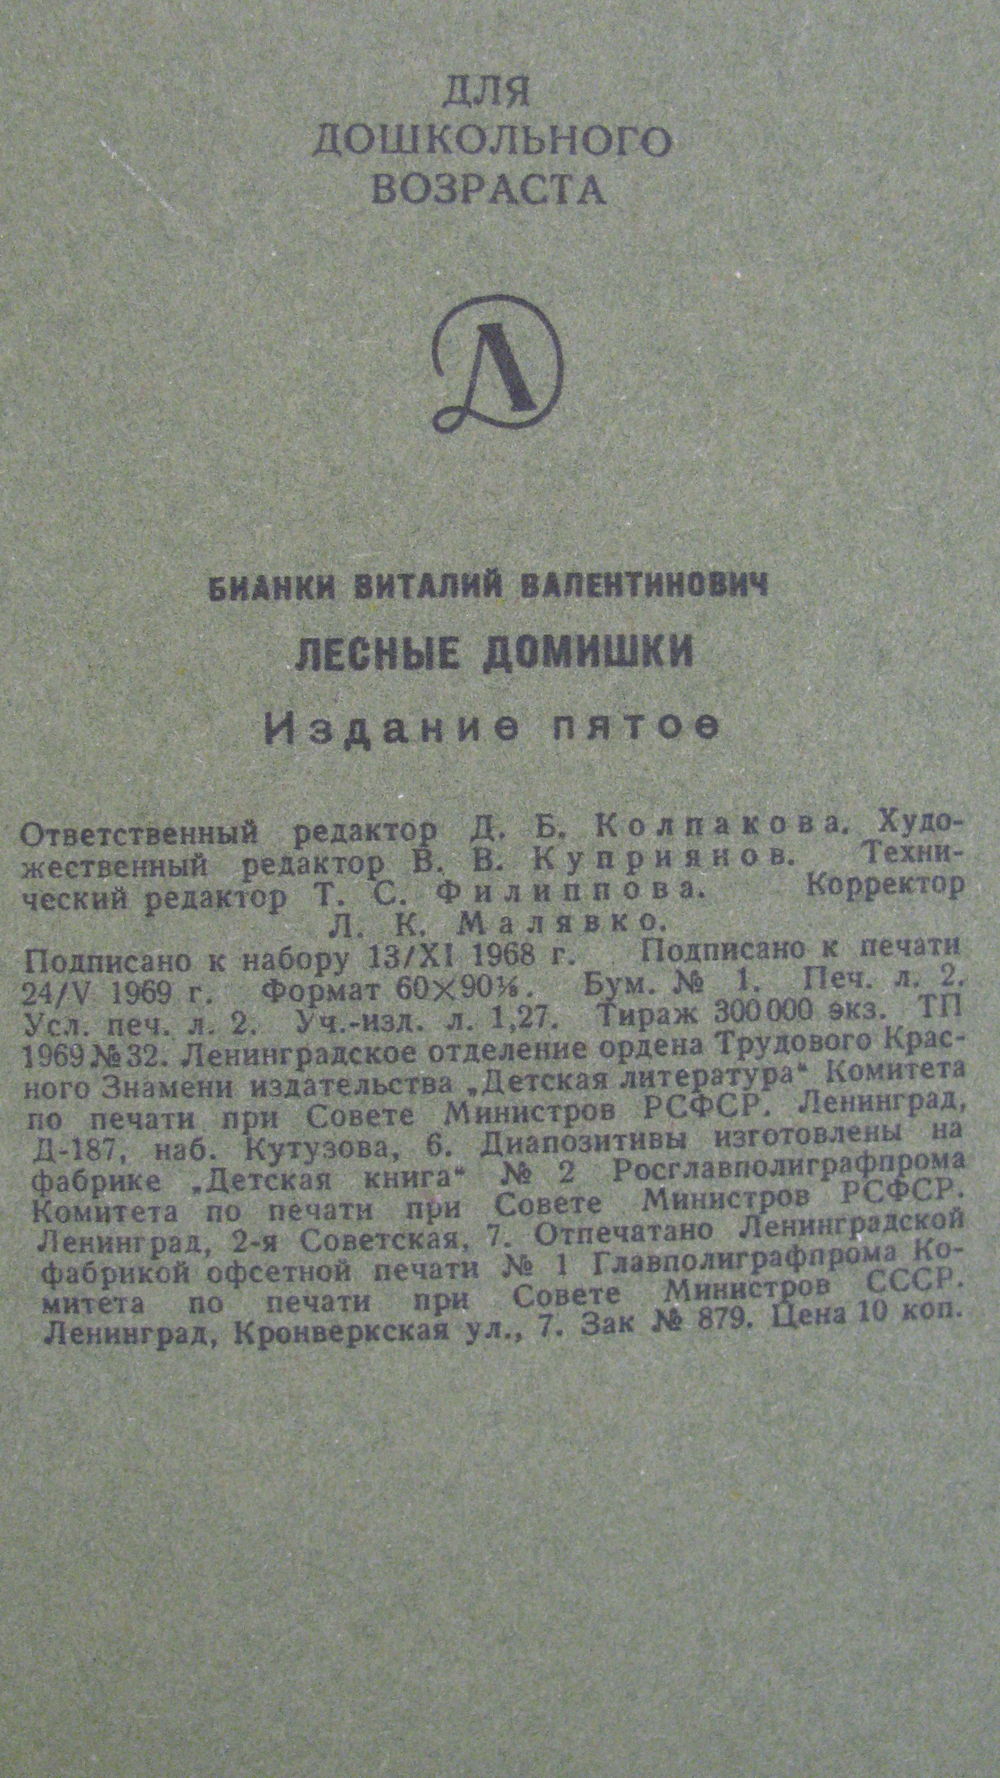 ДЛЯ
ДОШКОЛЬНОГО
ВОЗРАСТА
Д
БИАНКИ ВИТАЛИЙ ВАЛЕНТИНОВИЧ
ЛЕСНЫЕ ДОМИШКИ
Издание пятое
Ответственный редактор Д. Б. Колпакова. Худо-
жественный редактор В. В. Куприянов. Техни-
ческий редактор Т. С. Филиппова. Корректор
Л. К. Малявко.
Подписано к набору 13/XI 1968 г. Подписано к печати
24/V 1969 г. Формат 60×90⅛. Бум. № 1. Печ. л. 2.
Усл. печ. л. 2. Уч.-изд. л. 1,27. Тираж 300000 экз. ТП
1969 № 32. Ленинградское отделение ордена Трудового Крас-
ного Знамени издательства „Детская литература“ Комитета
по печати при Совете Министров РСФСР. Ленинград,
Д-187, наб. Кутузова, 6. Диапозитивы изготовлены на
фабрике „Детская книга“ № 2 Росглавполиграфпрома
Комитета по печати при Совете Министров РСФСР.
Ленинград, 2-я Советская, 7. Отпечатано Ленинградской
фабрикой офсетной печати № 1 Главполиграфпрома Ко-
митета по печати при Совете Министров СССР.
Ленинград, Кронверкская ул., 7. Зак № 879. Цена 10 коп.